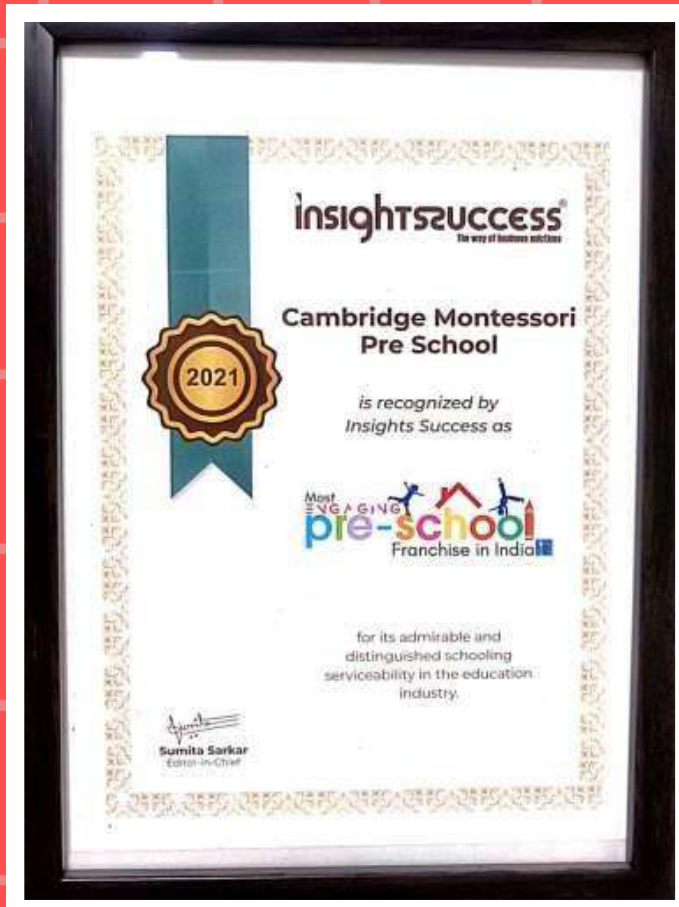 insightssuccess®
The way of business solutions
Cambridge Montessori
Pre School
2021
is recognized by
Insights Success as
Most
ENGAGING
pre-school
Franchise in India
for its admirable and
distinguished schooling
serviceability in the education
industry.
Sumita Sarkar
Editor-in-Chief